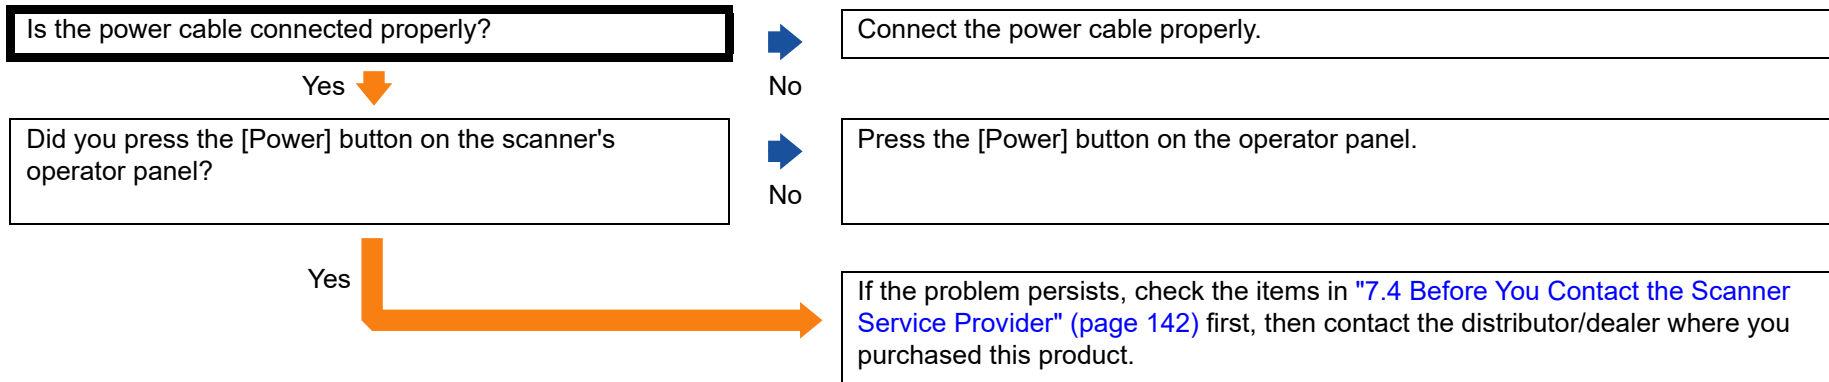 Is the power cable connected properly?
Connect the power cable properly.
Yes
No
Did you press the [Power] button on the scanner's
operator panel?
Press the [Power] button on the operator panel.
No
Yes
If the problem persists, check the items in "7.4 Before You Contact the Scanner
Service Provider" (page 142) first, then contact the distributor/dealer where you
purchased this product.